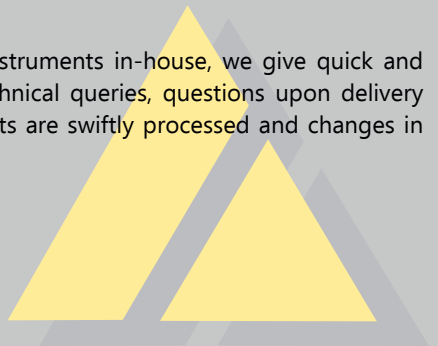 struments in-house, we give quick and
hnical queries, questions upon delivery
ts are swiftly processed and changes in